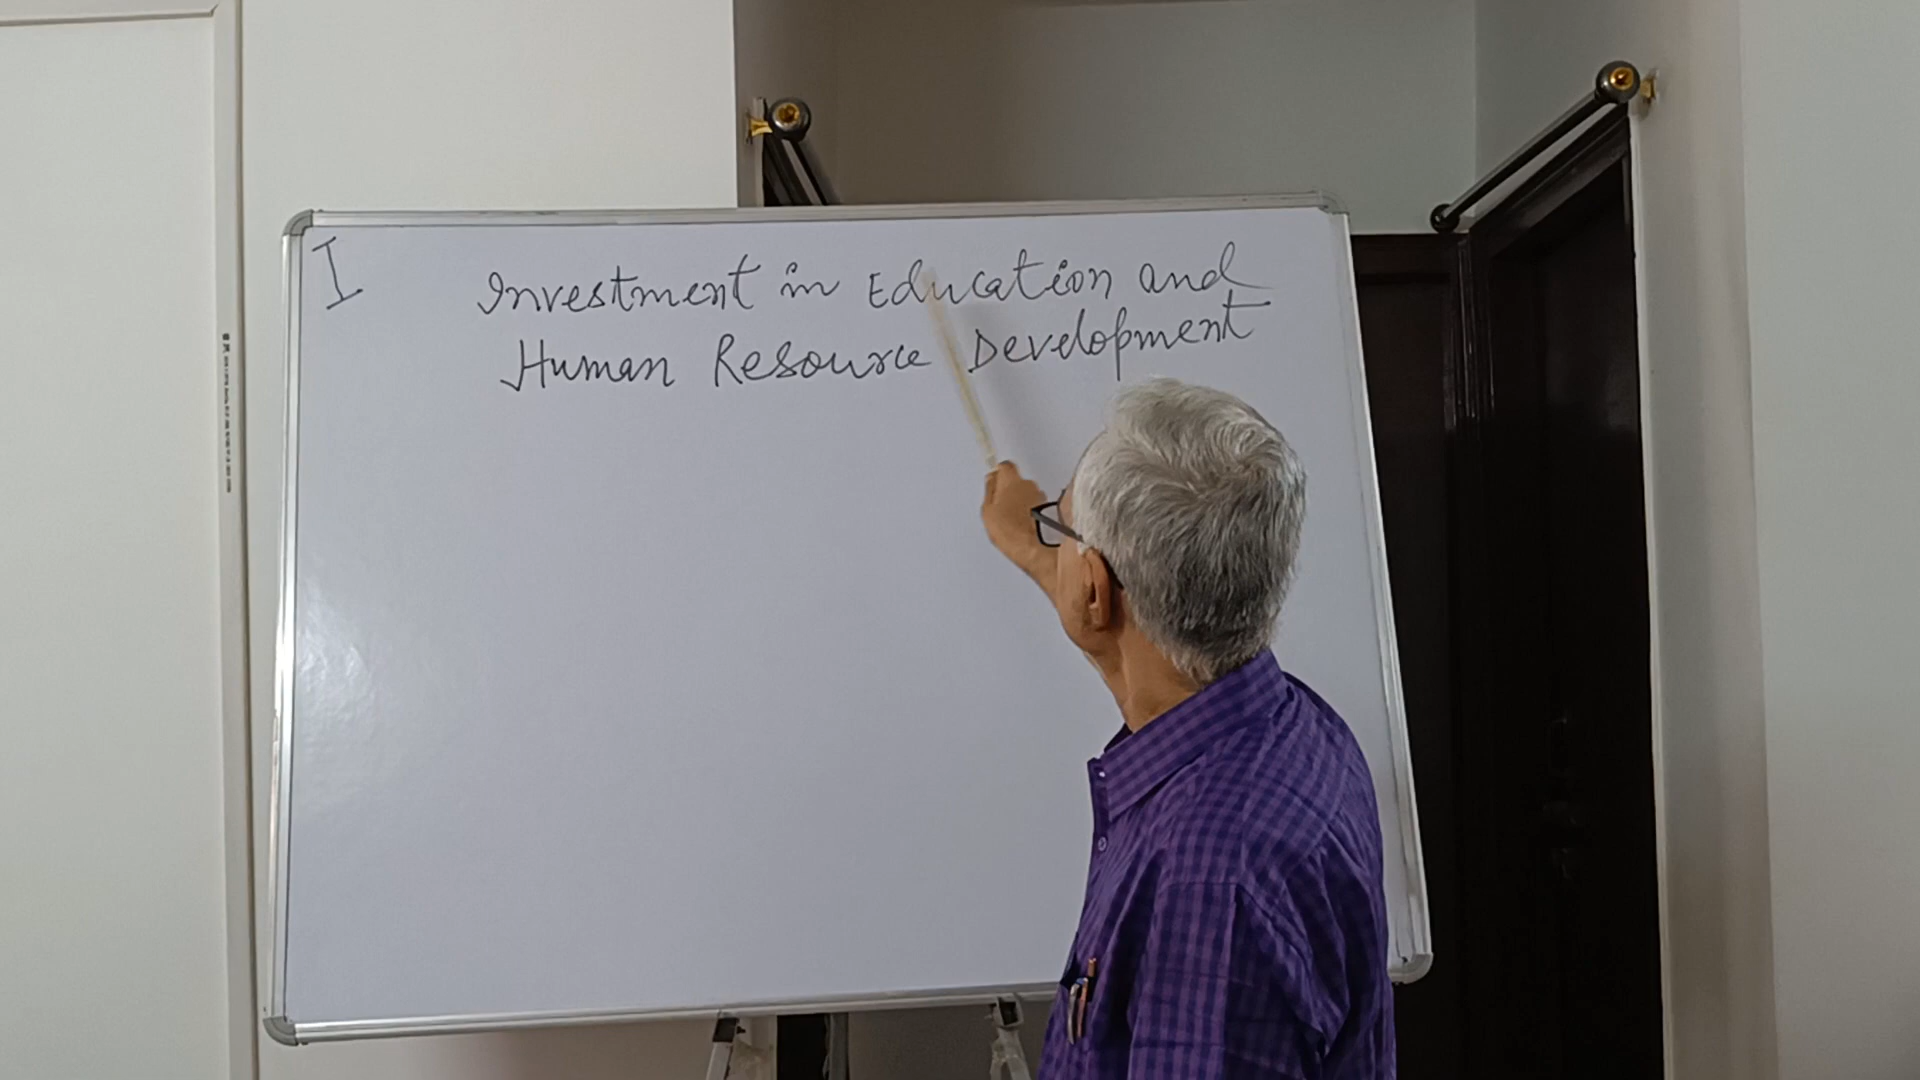 I
Investment in Education and
Human Resource Development